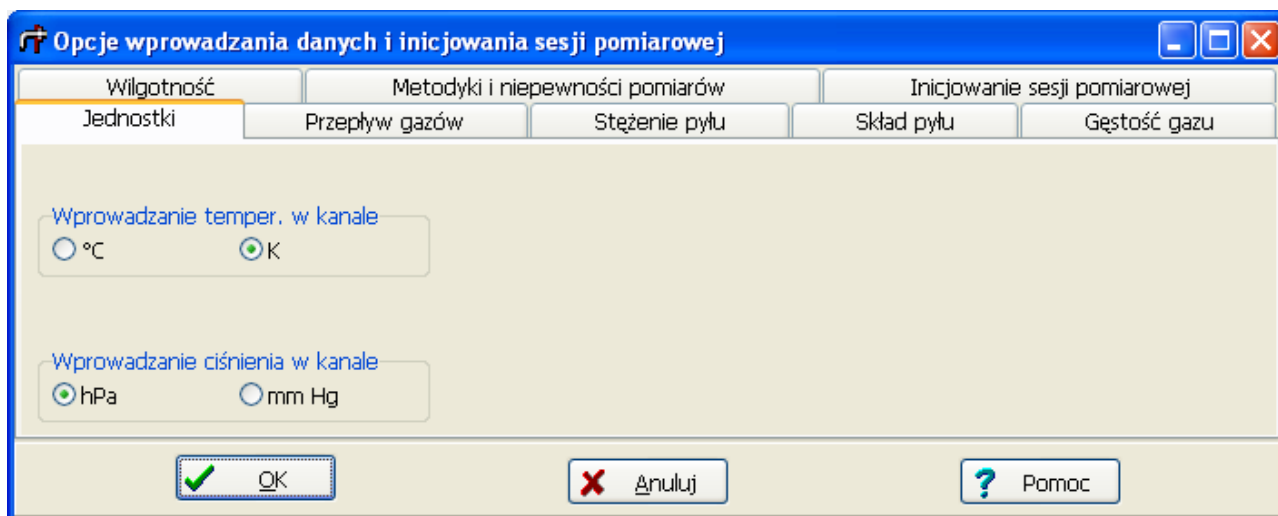 Opcje wprowadzania danych i inicjowania sesji pomiarowej
Wilgotność
Metodyki i niepewności pomiarów
Inicjowanie sesji pomiarowej
Jednostki
Przepływ gazów
Stężenie pyłu
Skład pyłu
Gęstość gazu
Wprowadzanie temper. w kanale
°C
K
Wprowadzanie ciśnienia w kanale
hPa
mm Hg
OK
Anuluj
? Pomoc